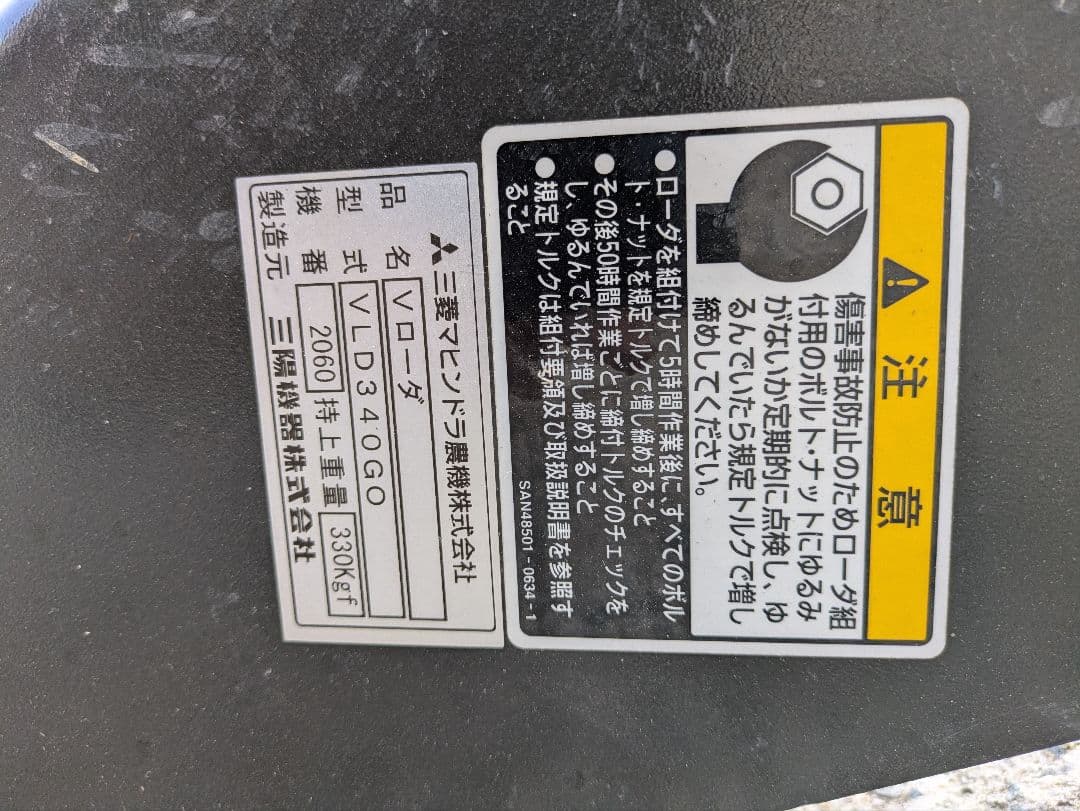 注意
傷害事故防止のためローダ組
付用のボルト・ナットにゆるみ
がないか定期的に点検し、ゆ
るんでいたら規定トルクで増し
締めしてください。
●ローダを組付けて5時間作業後に、すべてのボル
ト・ナットを規定トルクで増し締めすること
●その後50時間作業ごとに締付トルクのチェックを
し、ゆるんでいれば増し締めすること
●規定トルクは組付要領及び取扱説明書を参照す
ること
SAN48501-0634-1
三菱マヒンドラ農機株式会社
品名 Vローダ
型式 VLD340GO
機番 2060 持上重量 330Kgf
製造元 三陽機器株式会社